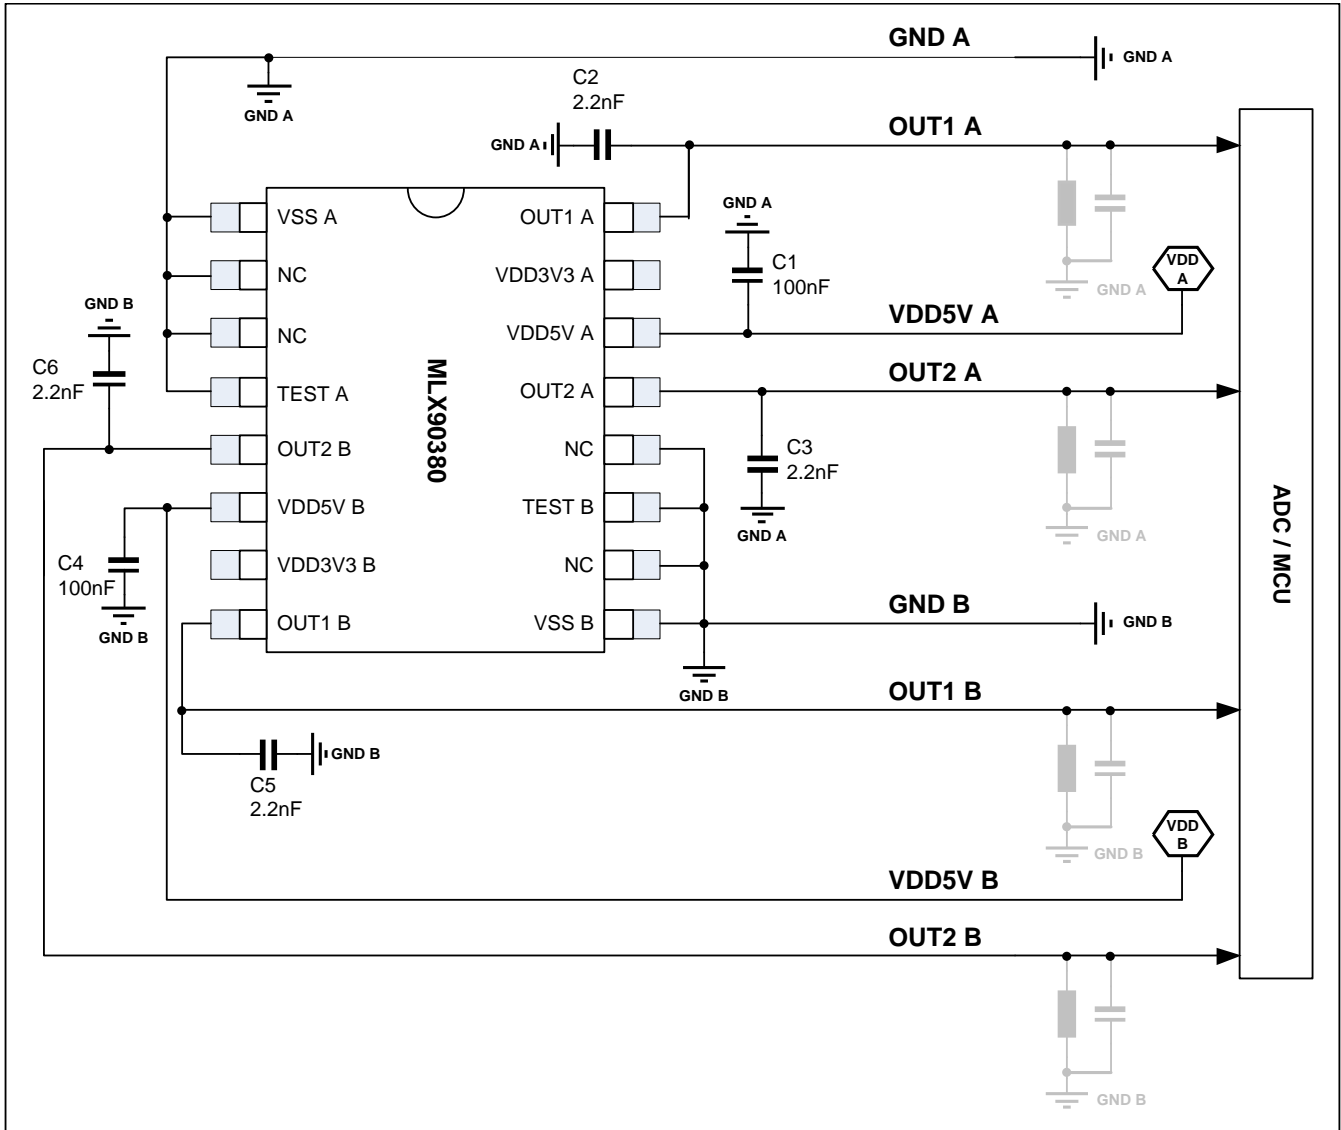 GND A
GND A
GND A
C2
2.2nF
GND A
OUT1 A
VSS A
NC
NC
TEST A
OUT2 B
VDD5V B
VDD3V3 B
OUT1 B
MLX90380
OUT1 A
VDD3V3 A
VDD5V A
OUT2 A
NC
TEST B
NC
VSS B
GND A
C1
100nF
GND A
VDD
A
VDD5V A
GND B
C6
2.2nF
OUT2 A
C3
2.2nF
GND A
GND A
C4
100nF
GND B
GND B
GND B
GND B
ADC / MCU
OUT1 B
C5
2.2nF
GND B
GND B
VDD
B
VDD5V B
OUT2 B
GND B